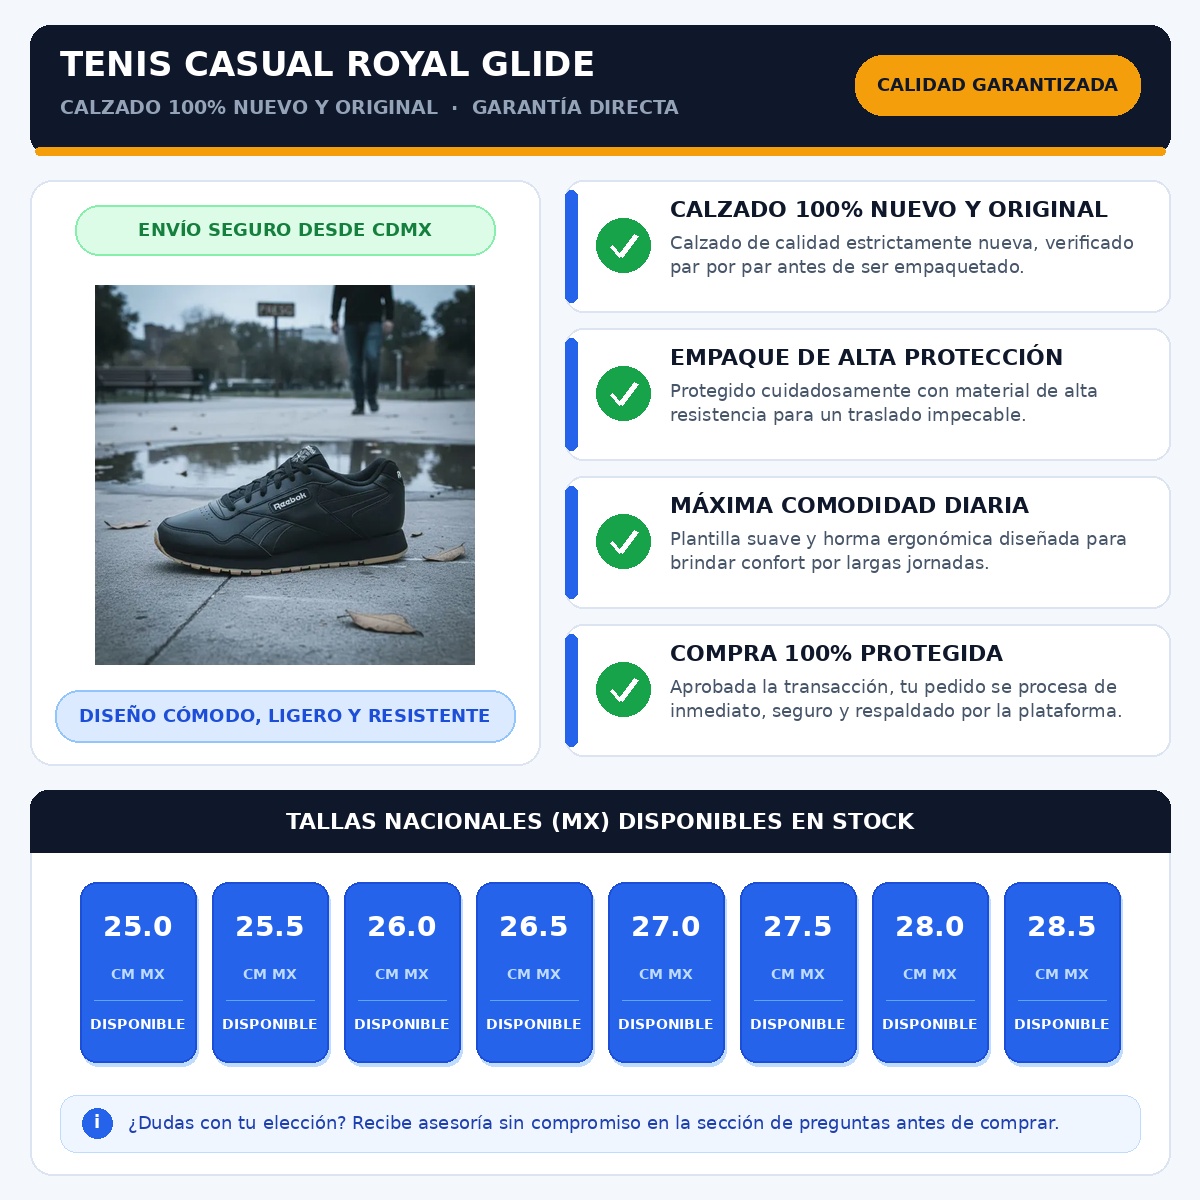 TENIS CASUAL ROYAL GLIDE
CALZADO 100% NUEVO Y ORIGINAL · GARANTÍA DIRECTA
CALIDAD GARANTIZADA
ENVÍO SEGURO DESDE CDMX
Reebok
DISEÑO CÓMODO, LIGERO Y RESISTENTE
CALZADO 100% NUEVO Y ORIGINAL
Calzado de calidad estrictamente nueva, verificado
par por par antes de ser empaquetado.
EMPAQUE DE ALTA PROTECCIÓN
Protegido cuidadosamente con material de alta
resistencia para un traslado impecable.
MÁXIMA COMODIDAD DIARIA
Plantilla suave y horma ergonómica diseñada para
brindar confort por largas jornadas.
COMPRA 100% PROTEGIDA
Aprobada la transacción, tu pedido se procesa de
inmediato, seguro y respaldado por la plataforma.
TALLAS NACIONALES (MX) DISPONIBLES EN STOCK
25.0 25.5 26.0 26.5 27.0 27.5 28.0 28.5
CM MX CM MX CM MX CM MX CM MX CM MX CM MX CM MX
DISPONIBLE DISPONIBLE DISPONIBLE DISPONIBLE DISPONIBLE DISPONIBLE DISPONIBLE DISPONIBLE
i ¿Dudas con tu elección? Recibe asesoría sin compromiso en la sección de preguntas antes de comprar.